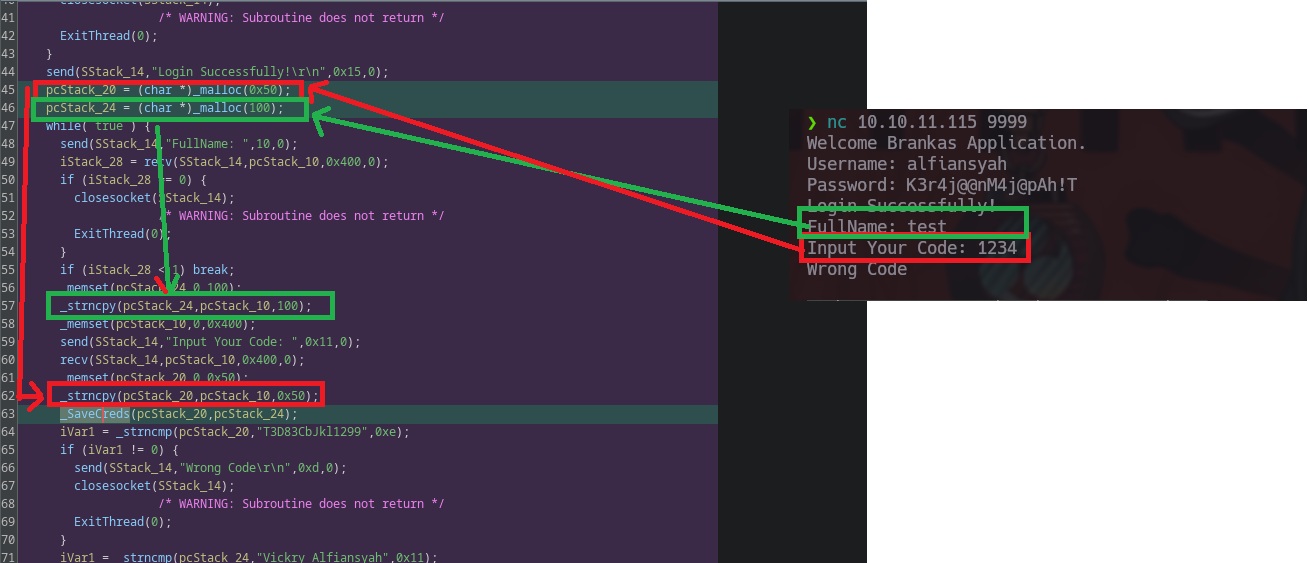 40 closesocket(SStack_14);
41 /* WARNING: Subroutine does not return */
42 ExitThread(0);
43 }
44 send(SStack_14,"Login Successfully!\r\n",0x15,0);
45 pcStack_20 = (char *)_malloc(0x50);
46 pcStack_24 = (char *)_malloc(100);
47 while( true ) {
48 send(SStack_14,"FullName: ",10,0);
49 iStack_28 = recv(SStack_14,pcStack_10,0x400,0);
50 if (iStack_28 == 0) {
51 closesocket(SStack_14);
52 /* WARNING: Subroutine does not return */
53 ExitThread(0);
54 }
55 if (iStack_28 < 1) break;
56 _memset(pcStack_24,0,100);
57 _strncpy(pcStack_24,pcStack_10,100);
58 _memset(pcStack_10,0,0x400);
59 send(SStack_14,"Input Your Code: ",0x11,0);
60 recv(SStack_14,pcStack_10,0x400,0);
61 _memset(pcStack_20,0,0x50);
62 _strncpy(pcStack_20,pcStack_10,0x50);
63 _SaveCreds(pcStack_20,pcStack_24);
64 iVar1 = _strncmp(pcStack_20,"T3D83CbJkl1299",0xe);
65 if (iVar1 != 0) {
66 send(SStack_14,"Wrong Code\r\n",0xd,0);
67 closesocket(SStack_14);
68 /* WARNING: Subroutine does not return */
69 ExitThread(0);
70 }
71 iVar1 = _strncmp(pcStack_24,"Vickry Alfiansyah",0x11);
❯ nc 10.10.11.115 9999
Welcome Brankas Application.
Username: alfiansyah
Password: K3r4j@@nM4j@pAh!T
Login Successfully!
FullName: test
Input Your Code: 1234
Wrong Code